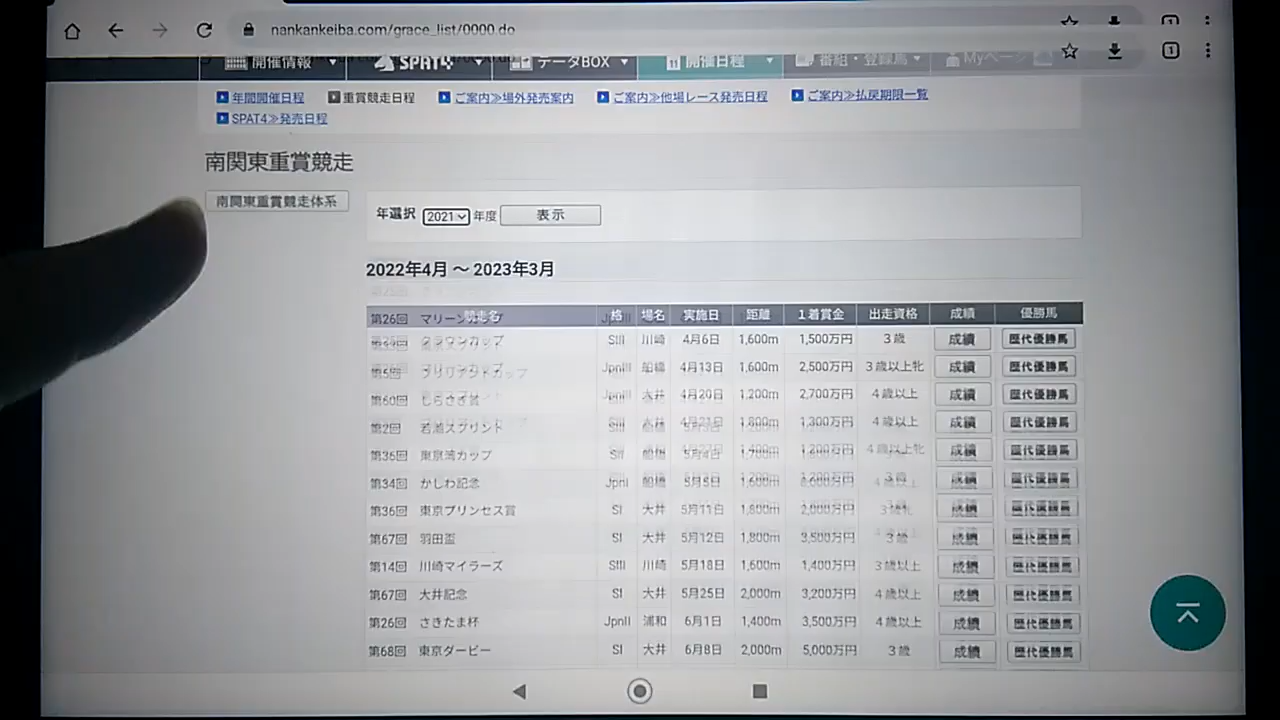 nankankeiba.com/grace_list/0000.do
開催情報 SPAT4 データBOX 開催日程 番組・登録馬 Myページ
年間開催日程 重賞競走日程 ご案内≫場外発売案内 ご案内≫他場レース発売日程 ご案内≫払戻期限一覧
SPAT4≫発売日程
南関東重賞競走
南関東重賞競走体系
年選択 2021 年度 表示
2022年4月 〜 2023年3月
第26回 格 場名 実施日 距離 1着賞金 出走資格 成績 優勝馬
クラウンカップ SIII 川崎 4月6日 1,600m 1,500万円 3歳 成績 歴代優勝馬
JpnIII 船橋 4月13日 1,600m 2,500万円 3歳以上牝 成績 歴代優勝馬
第60回 しらさぎ賞 大井 4月20日 1,200m 2,700万円 4歳以上 成績 歴代優勝馬
第2回 若潮スプリント SIII 1,800m 1,300万円 4歳以上 成績 歴代優勝馬
第36回 東京湾カップ SII 船橋 4歳以上牝 成績 歴代優勝馬
第34回 かしわ記念 JpnI 船橋 5月5日 1,600m 成績 歴代優勝馬
第36回 東京プリンセス賞 SI 大井 5月11日 1,800m 2,000万円 3歳牝 成績 歴代優勝馬
第67回 羽田盃 SI 大井 5月12日 1,800m 3,500万円 3歳 成績 歴代優勝馬
第14回 川崎マイラーズ SIII 川崎 5月18日 1,600m 1,400万円 3歳以上 成績 歴代優勝馬
第67回 大井記念 SI 大井 5月25日 2,000m 3,200万円 4歳以上 成績 歴代優勝馬
第26回 さきたま杯 JpnII 浦和 6月1日 1,400m 3,500万円 4歳以上 成績 歴代優勝馬
第68回 東京ダービー SI 大井 6月8日 2,000m 5,000万円 3歳 成績 歴代優勝馬